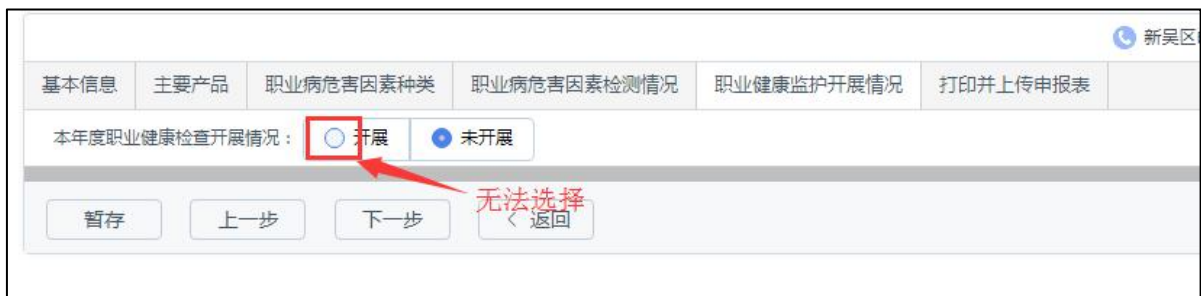 新吴区
基本信息 主要产品 职业病危害因素种类 职业病危害因素检测情况 职业健康监护开展情况 打印并上传申报表
本年度职业健康检查开展情况： 开展 未开展
无法选择
暂存 上一步 下一步 < 返回